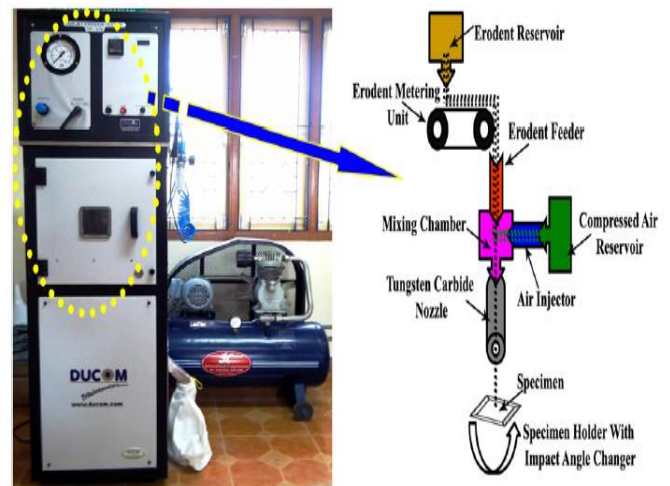 DUCOM
www.ducom.com
Erodent Reservoir
Erodent Metering
Unit
Erodent Feeder
Mixing Chamber
Compressed Air
Reservoir
Tungsten Carbide
Nozzle
Air Injector
Specimen
Specimen Holder With
Impact Angle Changer